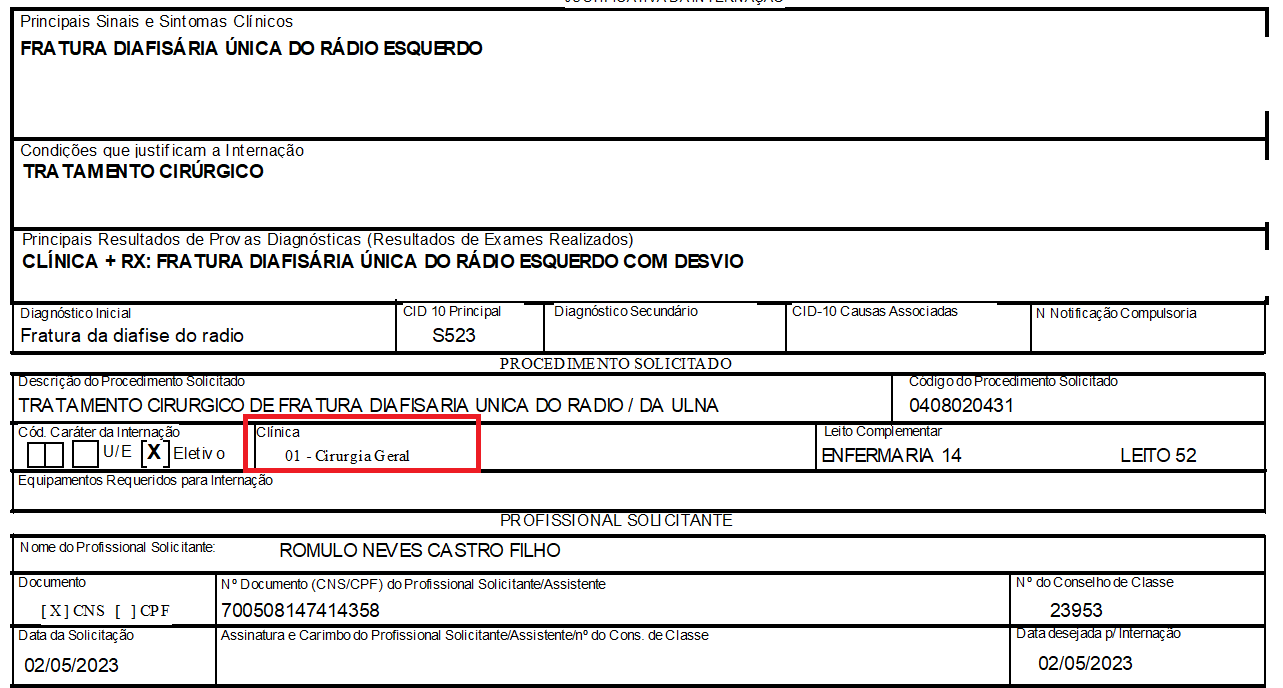 JUSTIFICATIVA DA INTERNAÇÃO
Principais Sinais e Sintomas Clínicos
FRATURA DIAFISÁRIA ÚNICA DO RÁDIO ESQUERDO
Condições que justificam a Internação
TRATAMENTO CIRÚRGICO
Principais Resultados de Provas Diagnósticas (Resultados de Exames Realizados)
CLÍNICA + RX: FRATURA DIAFISÁRIA ÚNICA DO RÁDIO ESQUERDO COM DESVIO
Diagnóstico Inicial CID 10 Principal Diagnóstico Secundário CID-10 Causas Associadas N Notificação Compulsoria
Fratura da diafise do radio S523
PROCEDIMENTO SOLICITADO
Descrição do Procedimento Solicitado Código do Procedimento Solicitado
TRATAMENTO CIRURGICO DE FRATURA DIAFISARIA UNICA DO RADIO / DA ULNA 0408020431
Cód. Caráter da Internação Clínica Leito Complementar
U/E [X] Eletivo 01 - Cirurgia Geral ENFERMARIA 14 LEITO 52
Equipamentos Requeridos para Internação
PROFISSIONAL SOLICITANTE
Nome do Profissional Solicitante: ROMULO NEVES CASTRO FILHO
Documento Nº Documento (CNS/CPF) do Profissional Solicitante/Assistente Nº do Conselho de Classe
[X] CNS [ ] CPF 700508147414358 23953
Data da Solicitação Assinatura e Carimbo do Profissional Solicitante/Assistente/nº do Cons. de Classe Data desejada p/ Internação
02/05/2023 02/05/2023